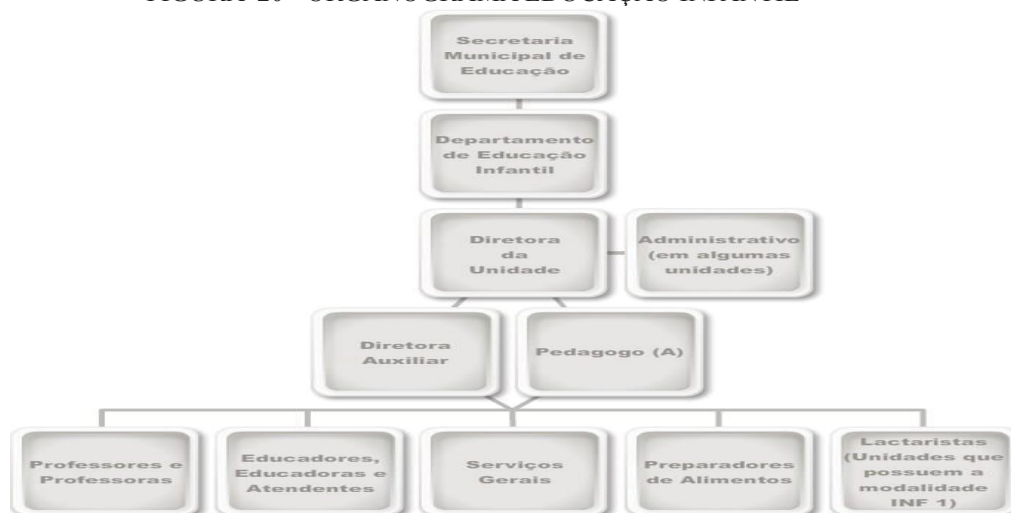 Secretaria
Municipal de
Educação
Departamento
de Educação
Infantil
Diretora
da
Unidade
Administrativo
(em algumas
unidades)
Diretora
Auxiliar
Pedagogo (A)
Professores e
Professoras
Educadores,
Educadoras e
Atendentes
Serviços
Gerais
Preparadores
de Alimentos
Lactaristas
(Unidades que
possuem a
modalidade
INF 1)